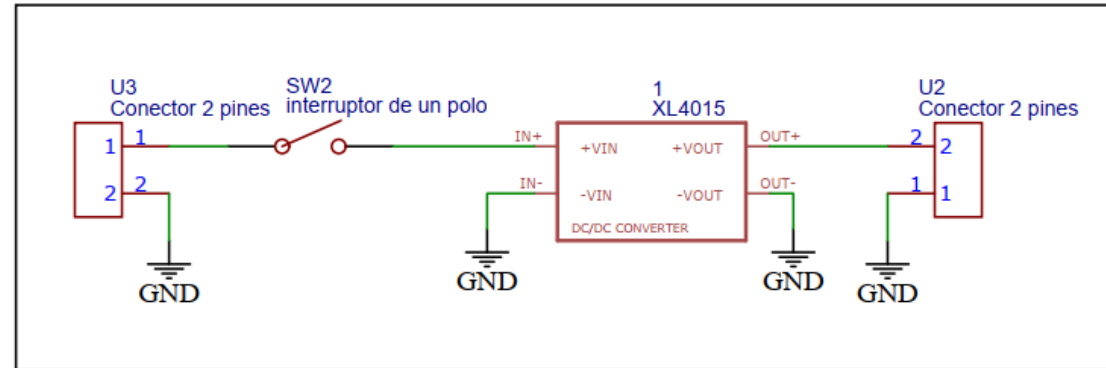 U3
Conector 2 pines
1 1
2 2
GND
SW2
interruptor de un polo
1
XL4015
IN+ +VIN +VOUT OUT+
IN- -VIN -VOUT OUT-
DC/DC CONVERTER
GND
GND
U2
Conector 2 pines
2 2
1 1
GND